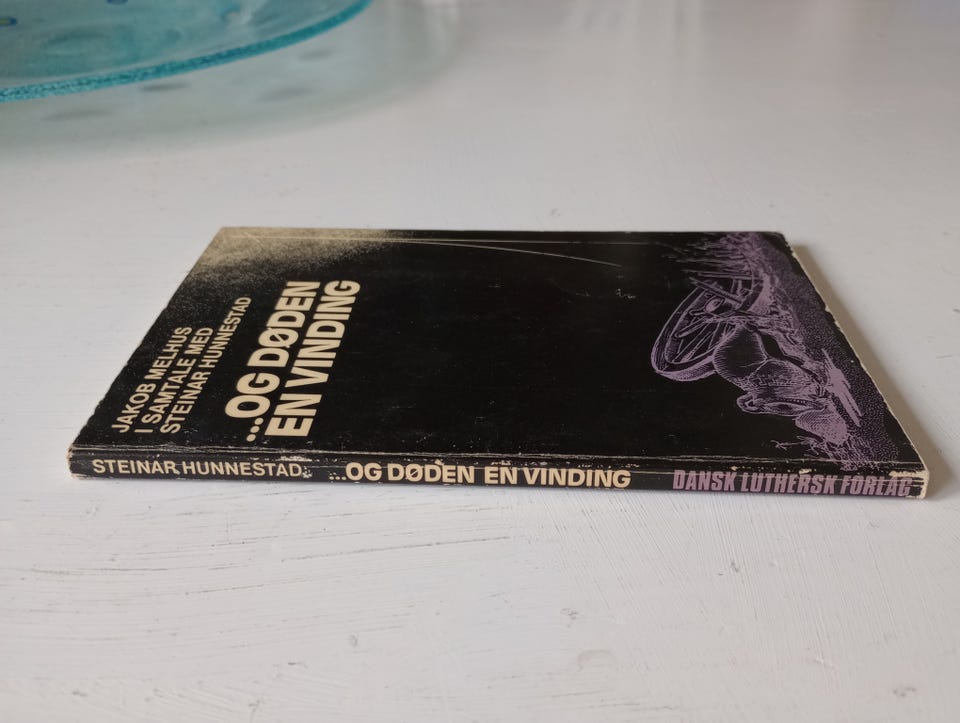 JAKOB MELHUS
I SAMTALE MED
STEINAR HUNNESTAD
...OG DØDEN
EN VINDING
STEINAR HUNNESTAD: ...OG DØDEN EN VINDING DANSK LUTHERSK FORLAG